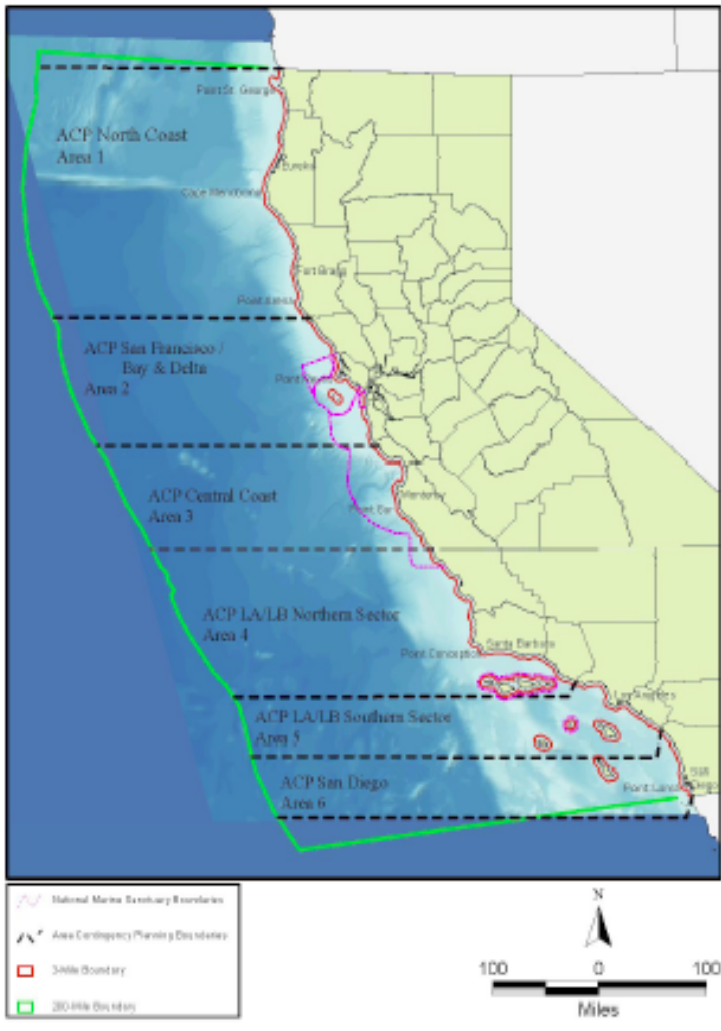 Point St. George
ACP North Coast
Area 1
Eureka
Cape Mendocino
Fort Bragg
Point Arena
ACP San Francisco /
Bay & Delta
Area 2
Point Reyes
ACP Central Coast
Area 3
Monterey
Point Sur
ACP LA/LB Northern Sector
Area 4
Santa Barbara
Point Conception
Los Angeles
ACP LA/LB Southern Sector
Area 5
San
Diego
ACP San Diego
Area 6
Point Loma
National Marine Sanctuary Boundaries
Area Contingency Planning Boundaries
3-Mile Boundary
200-Mile Boundary
N
100 0 100
Miles